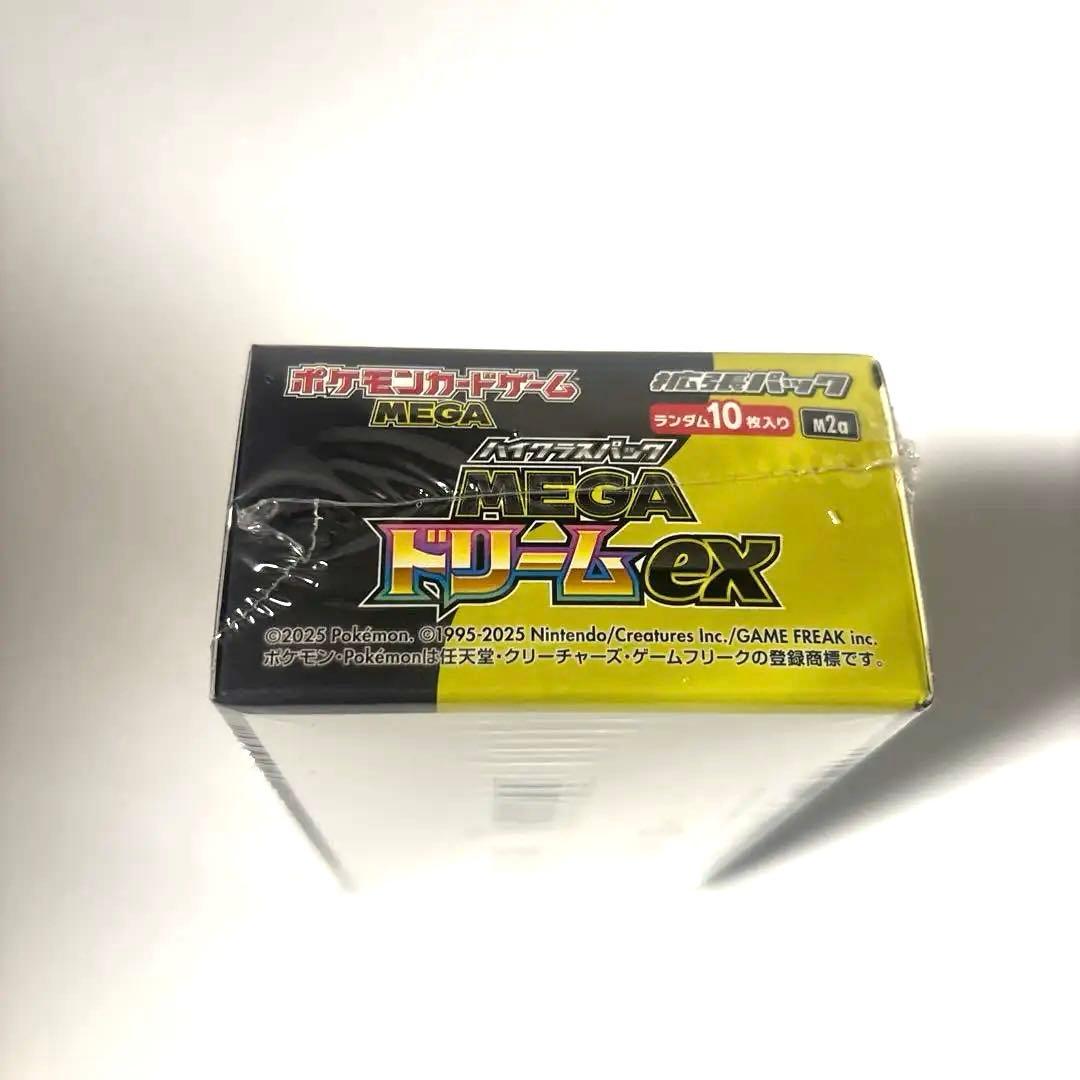 ポケモンカードゲーム
MEGA
拡張パック
ランダム10枚入り
M2a
ハイクラスパック
MEGA
ドリームex
©2025 Pokémon. ©1995-2025 Nintendo/Creatures Inc./GAME FREAK inc.
ポケモン・Pokémonは任天堂・クリーチャーズ・ゲームフリークの登録商標です。